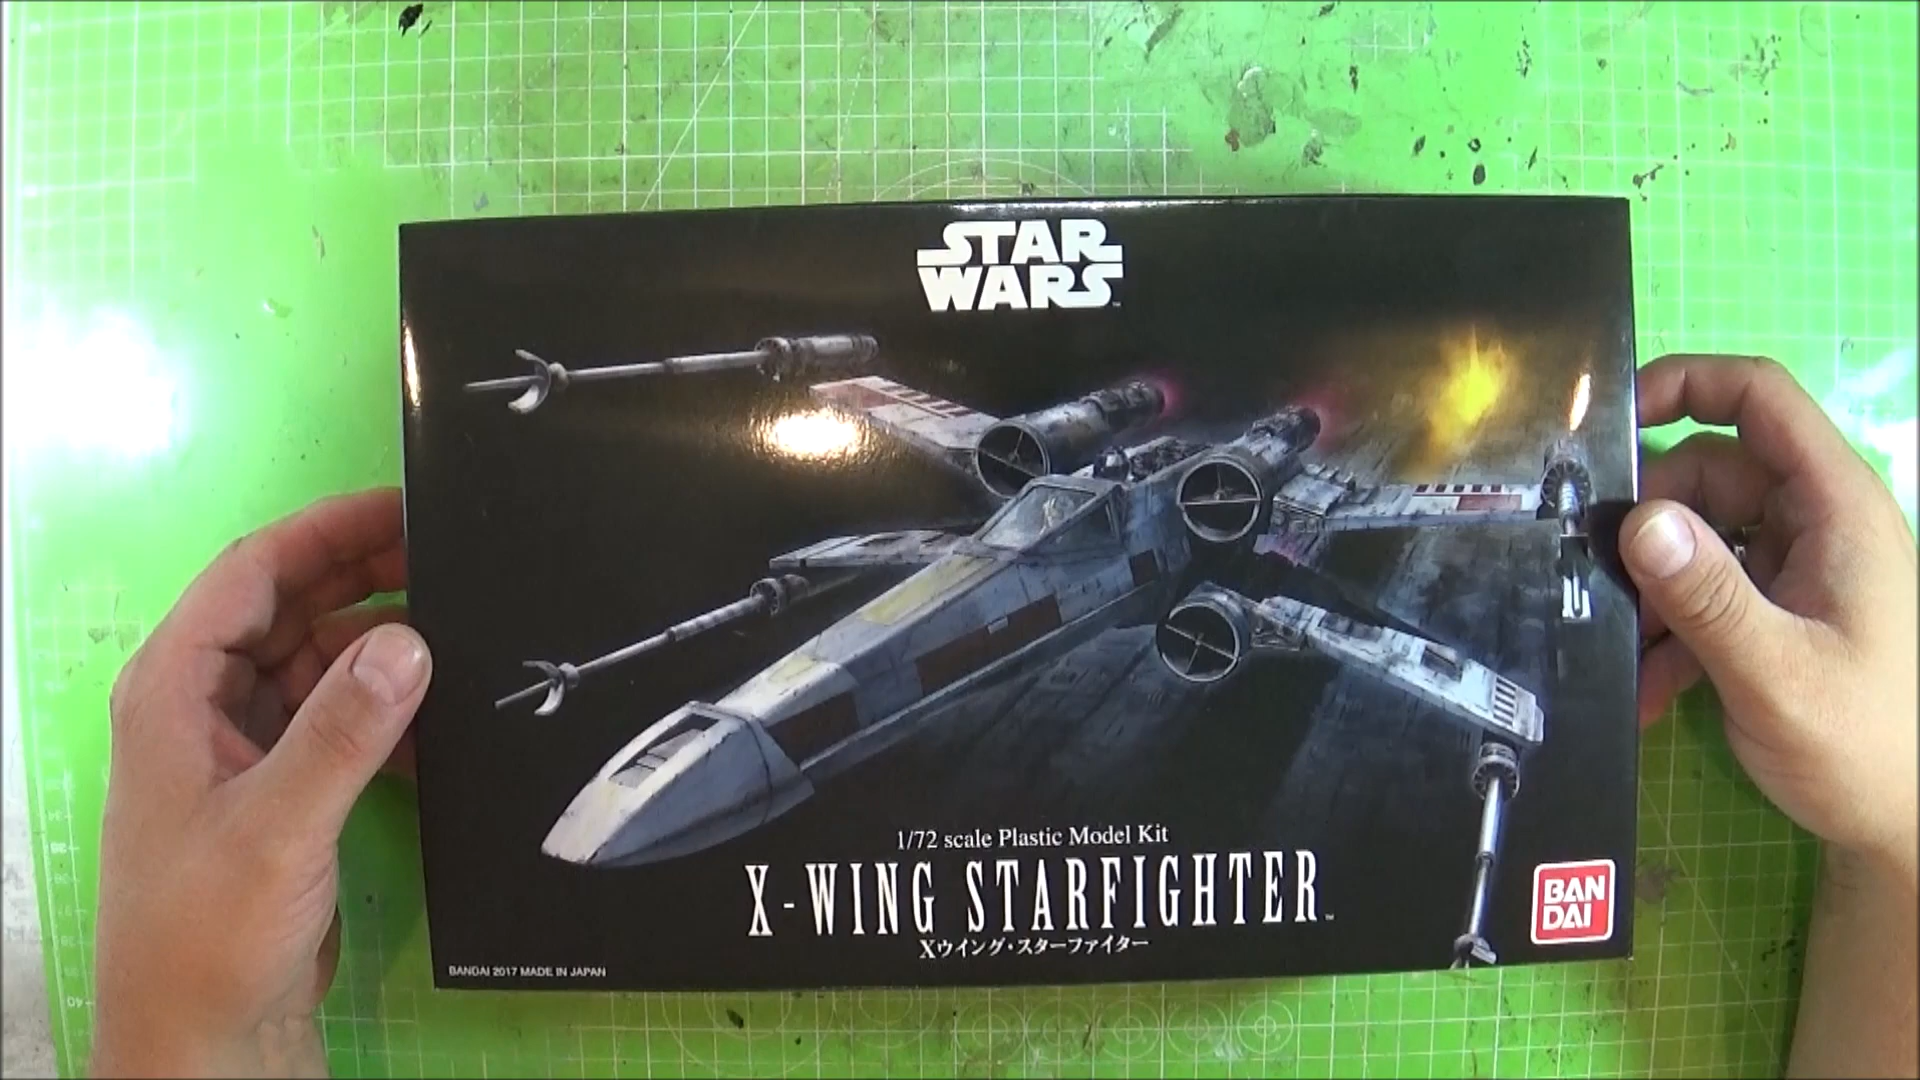 STAR
WARS
1/72 scale Plastic Model Kit
X-WING STARFIGHTER™
Xウイング・スターファイター
BAN
DAI
BANDAI 2017 MADE IN JAPAN